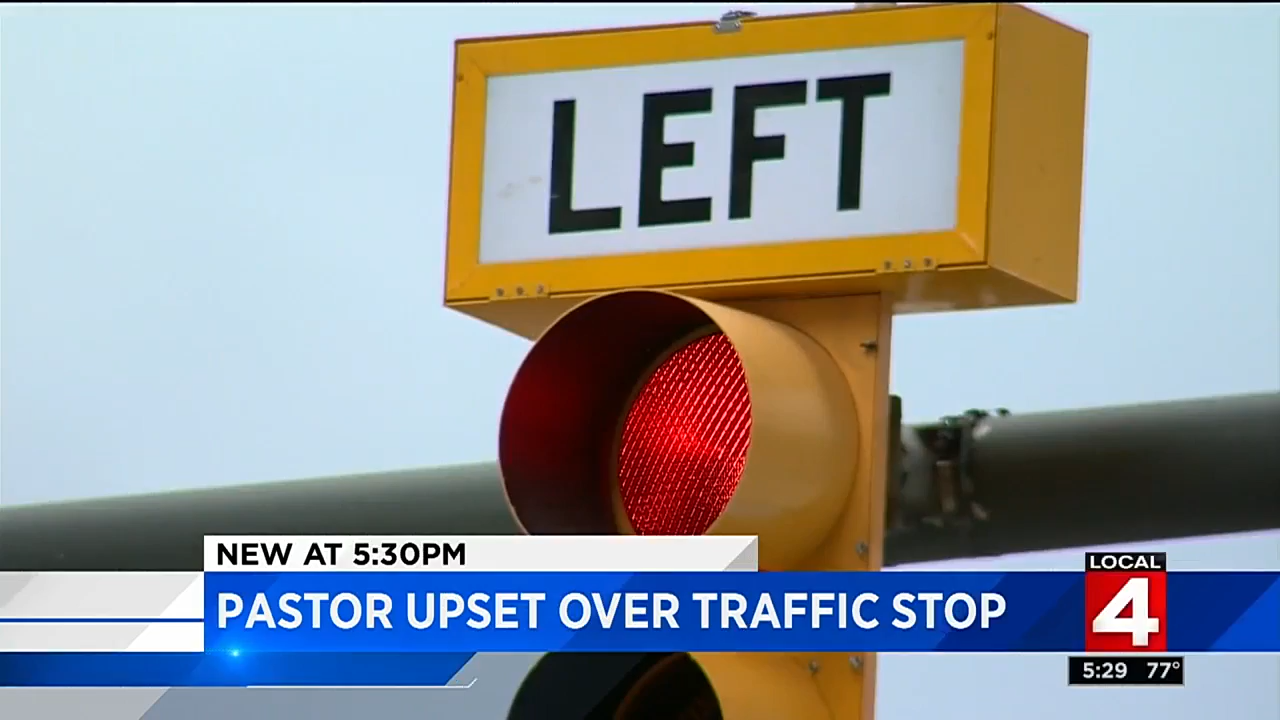 LEFT
NEW AT 5:30PM
PASTOR UPSET OVER TRAFFIC STOP
LOCAL
4
5:29 77°